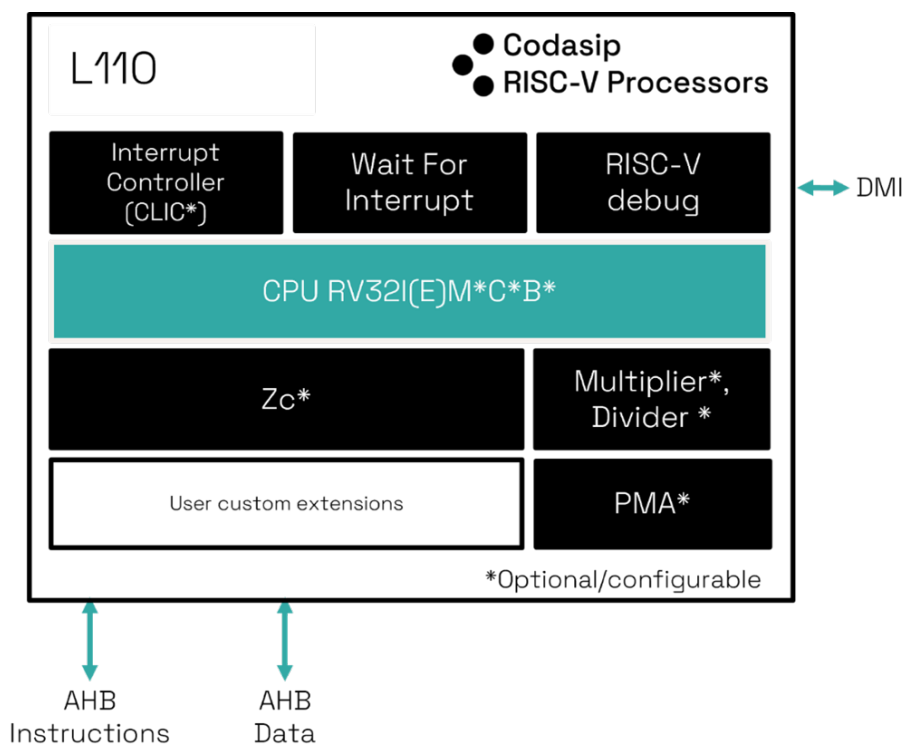 L110
Codasip
RISC-V Processors
Interrupt
Controller
(CLIC*)
Wait For
Interrupt
RISC-V
debug
DMI
CPU RV32I(E)M*C*B*
Zc*
Multiplier*,
Divider *
User custom extensions
PMA*
*Optional/configurable
AHB
Instructions
AHB
Data